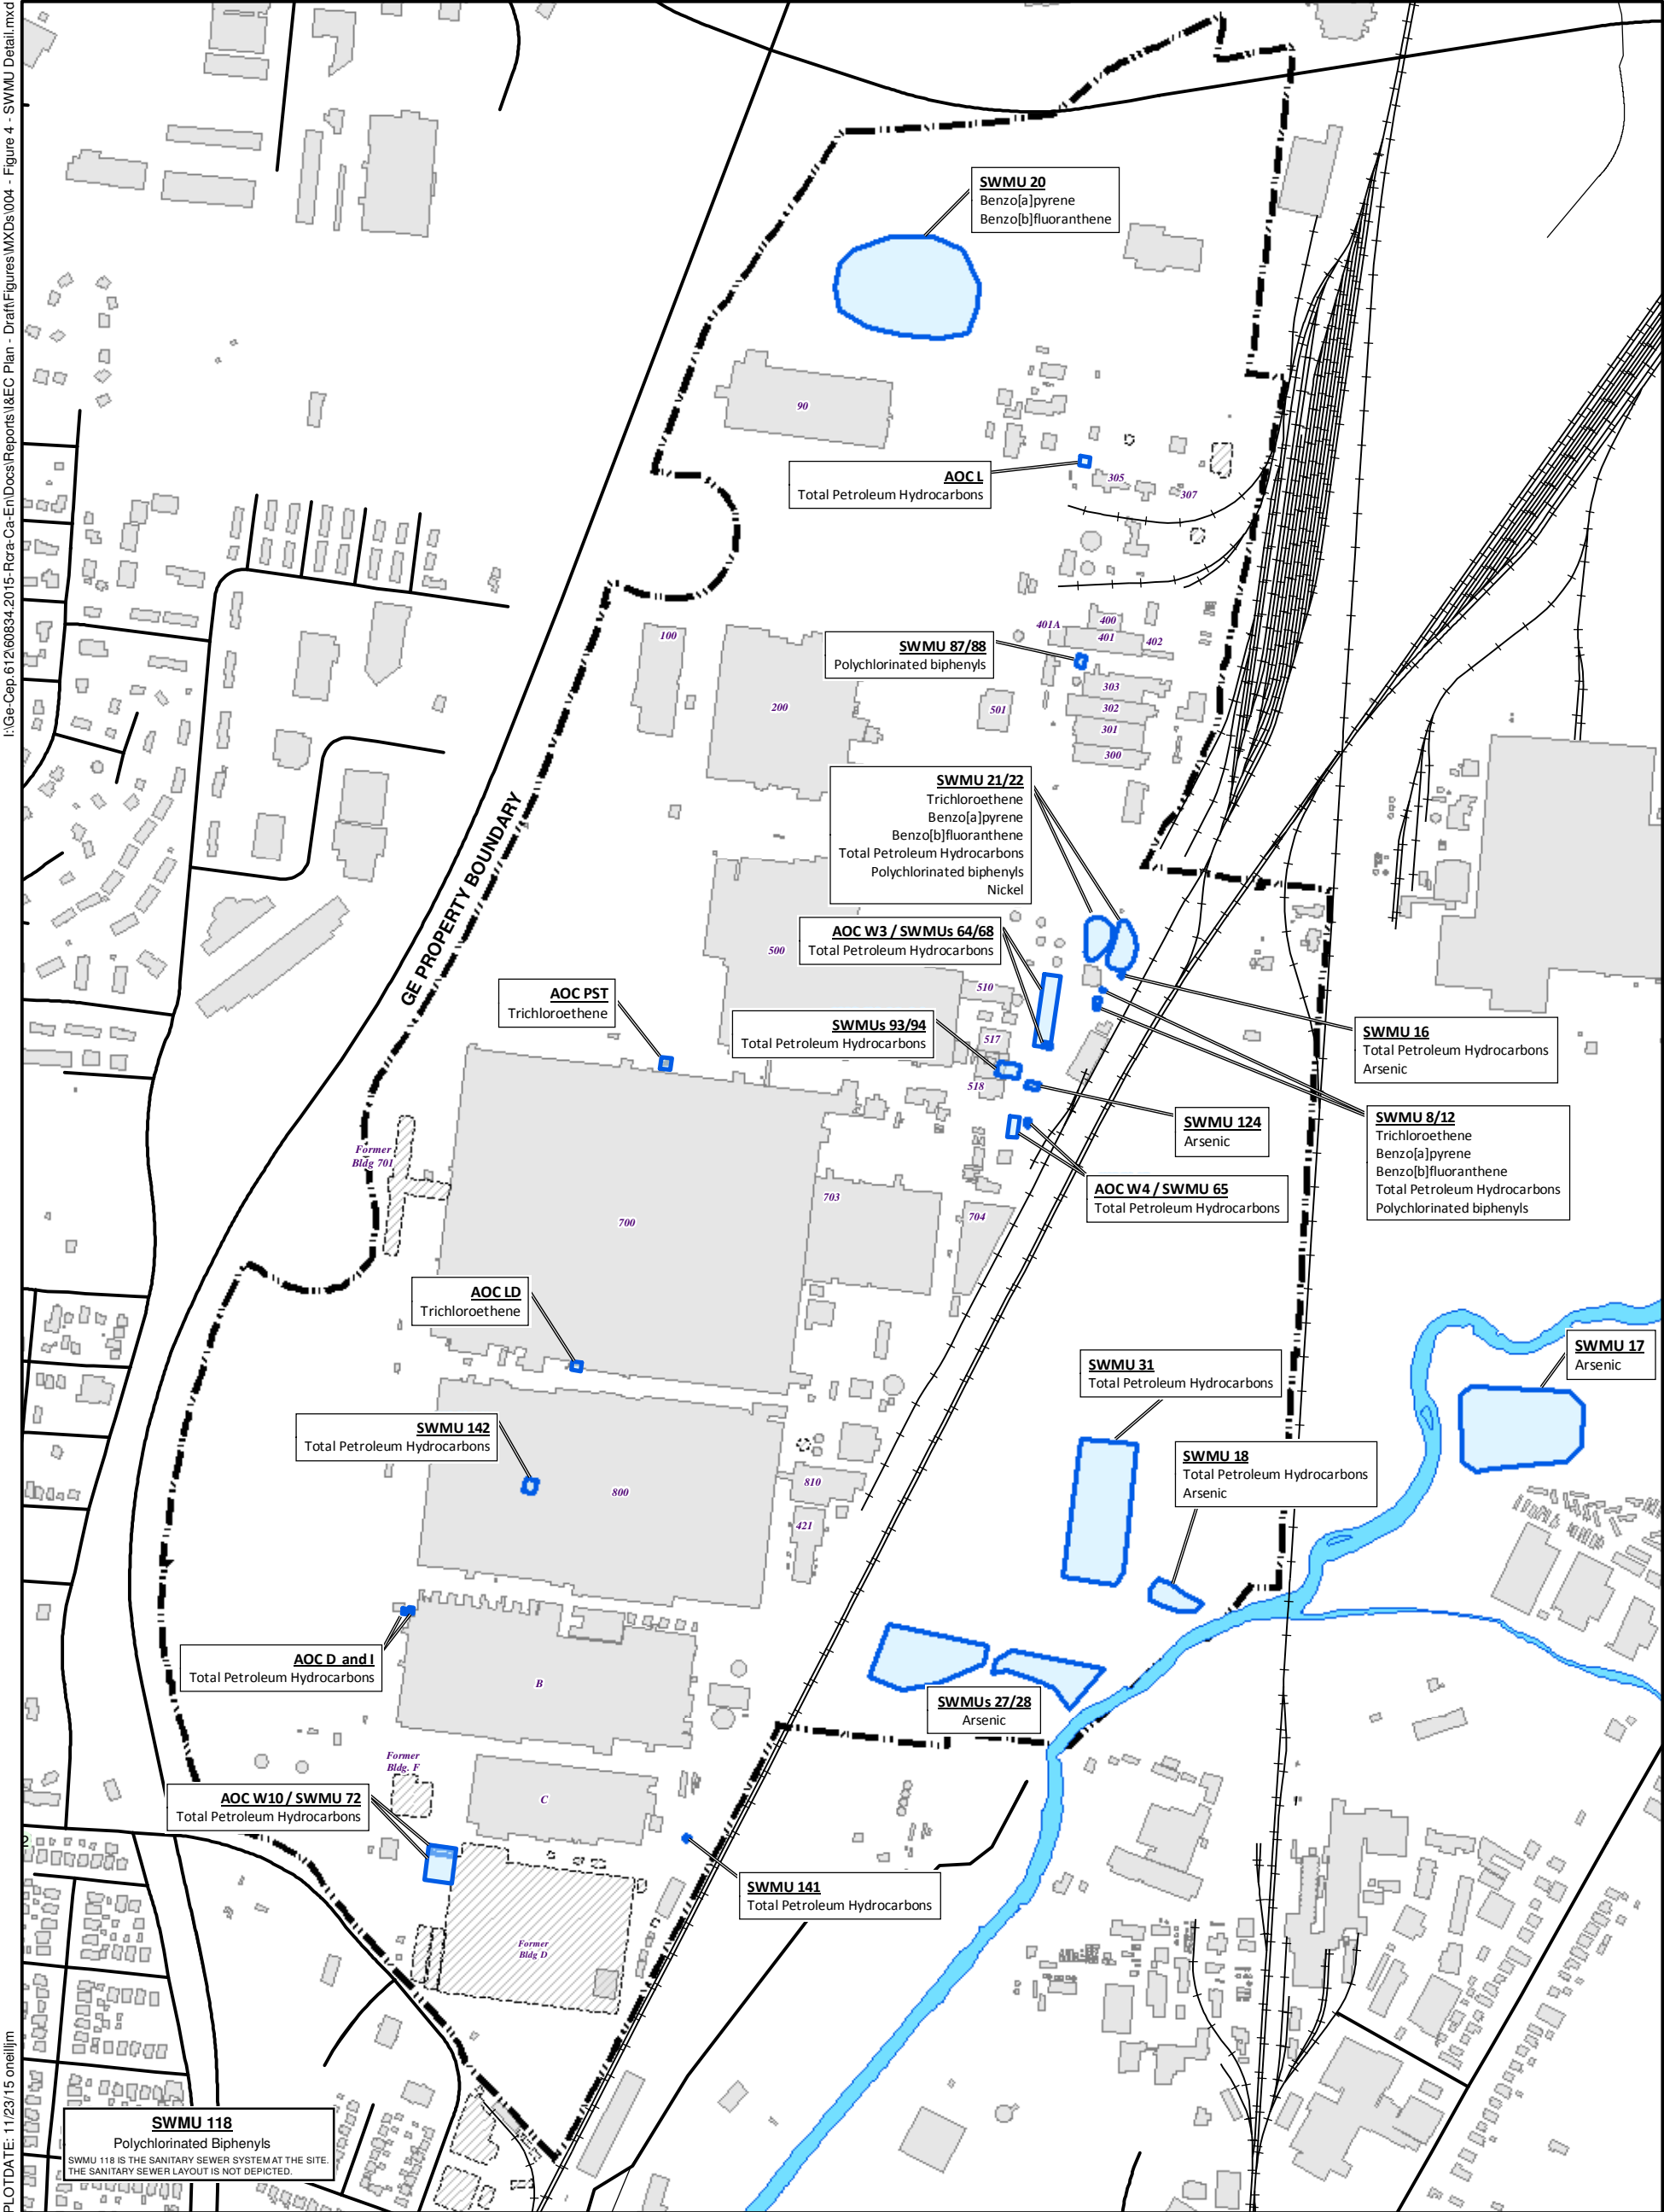 I:\Ge-Cep.612\60834.2015-Rcra-Ca-En\Docs\Reports\I&EC Plan - Draft\Figures\MXDs\004 - Figure 4 - SWMU Detail.mxd
SWMU 20
Benzo[a]pyrene
Benzo[b]fluoranthene
90
AOC L
Total Petroleum Hydrocarbons
305
307
100
401A
400
401
402
SWMU 87/88
Polychlorinated biphenyls
303
302
301
300
200
501
SWMU 21/22
Trichloroethene
Benzo[a]pyrene
Benzo[b]fluoranthene
Total Petroleum Hydrocarbons
Polychlorinated biphenyls
Nickel
GE PROPERTY BOUNDARY
AOC W3 / SWMUs 64/68
Total Petroleum Hydrocarbons
500
510
AOC PST
Trichloroethene
SWMUs 93/94
Total Petroleum Hydrocarbons
517
518
SWMU 16
Total Petroleum Hydrocarbons
Arsenic
SWMU 124
Arsenic
SWMU 8/12
Trichloroethene
Benzo[a]pyrene
Benzo[b]fluoranthene
Total Petroleum Hydrocarbons
Polychlorinated biphenyls
Former
Bldg 701
AOC W4 / SWMU 65
Total Petroleum Hydrocarbons
703
704
700
AOC LD
Trichloroethene
SWMU 31
Total Petroleum Hydrocarbons
SWMU 17
Arsenic
SWMU 142
Total Petroleum Hydrocarbons
SWMU 18
Total Petroleum Hydrocarbons
Arsenic
810
800
421
AOC D and I
Total Petroleum Hydrocarbons
B
SWMUs 27/28
Arsenic
Former
Bldg. F
AOC W10 / SWMU 72
Total Petroleum Hydrocarbons
C
SWMU 141
Total Petroleum Hydrocarbons
Former
Bldg D
SWMU 118
Polychlorinated Biphenyls
SWMU 118 IS THE SANITARY SEWER SYSTEM AT THE SITE.
THE SANITARY SEWER LAYOUT IS NOT DEPICTED.
PLOTDATE: 11/23/15 oneilljm